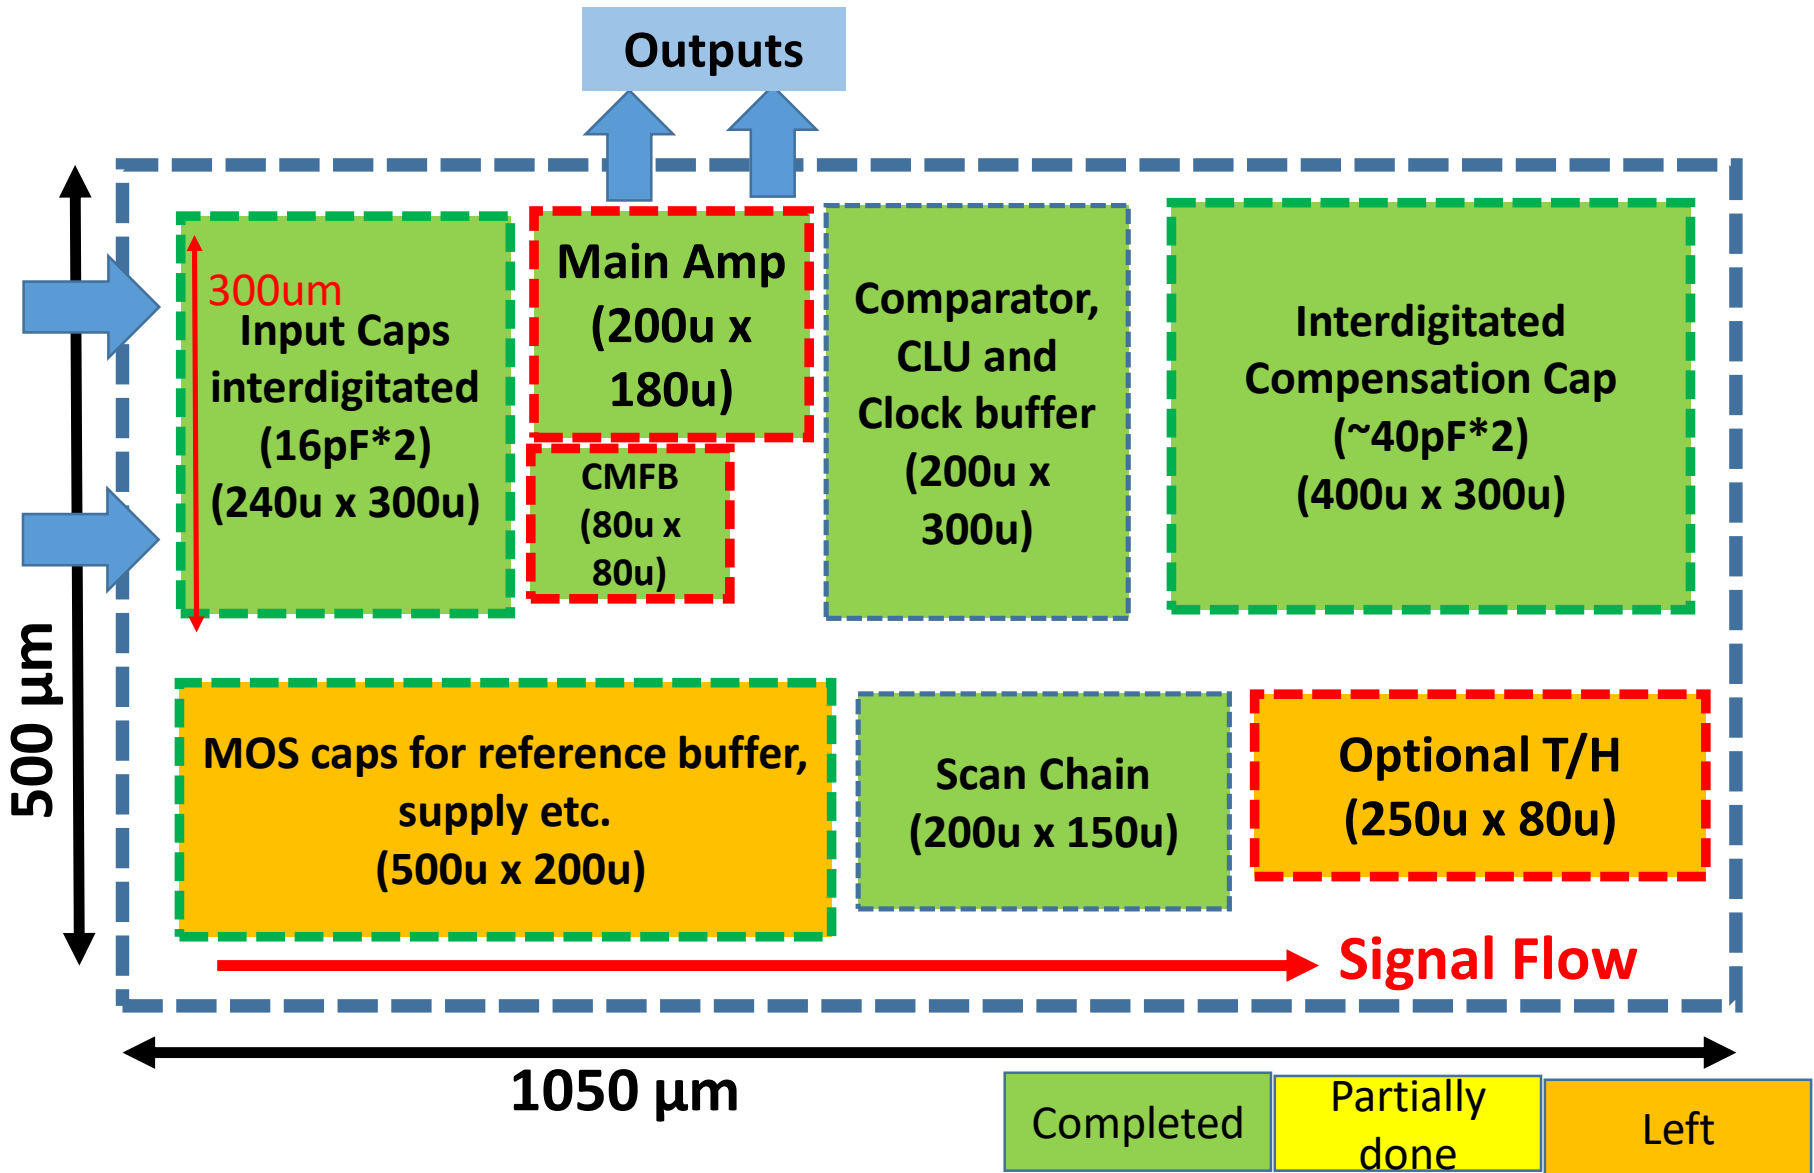 Outputs
300um
Input Caps
interdigitated
(16pF*2)
(240u x 300u)
Main Amp
(200u x
180u)
CMFB
(80u x
80u)
Comparator,
CLU and
Clock buffer
(200u x
300u)
Interdigitated
Compensation Cap
(~40pF*2)
(400u x 300u)
500 µm
MOS caps for reference buffer,
supply etc.
(500u x 200u)
Scan Chain
(200u x 150u)
Optional T/H
(250u x 80u)
Signal Flow
1050 µm
Completed
Partially
done
Left